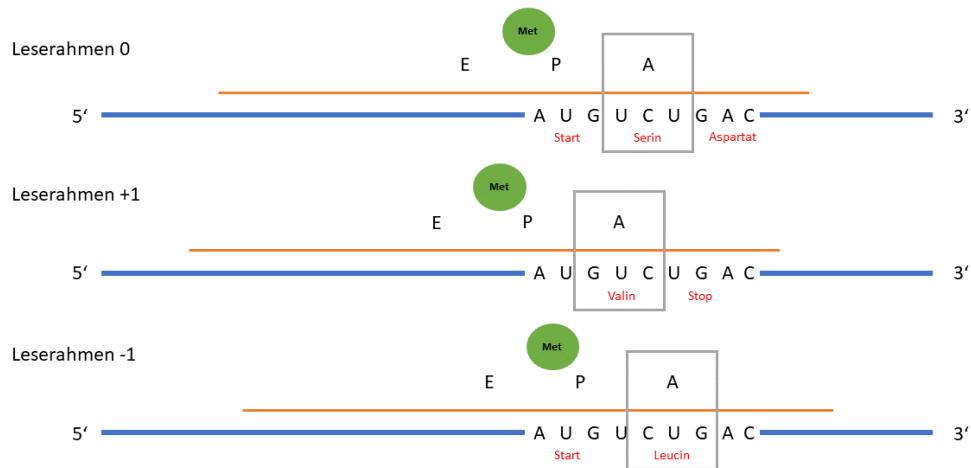 Met
Leserahmen 0
E P A
5‘ A U G U C U G A C 3‘
Start Serin Aspartat
Met
Leserahmen +1
E P A
5‘ A U G U C U G A C 3‘
Valin Stop
Met
Leserahmen -1
E P A
5‘ A U G U C U G A C 3‘
Start Leucin